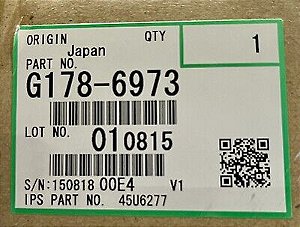 ORIGIN QTY
Japan 1
PART NO.
G178-6973
LOT NO. 010815
S/N:150818 00E4 V1
IPS PART NO. 45U6277